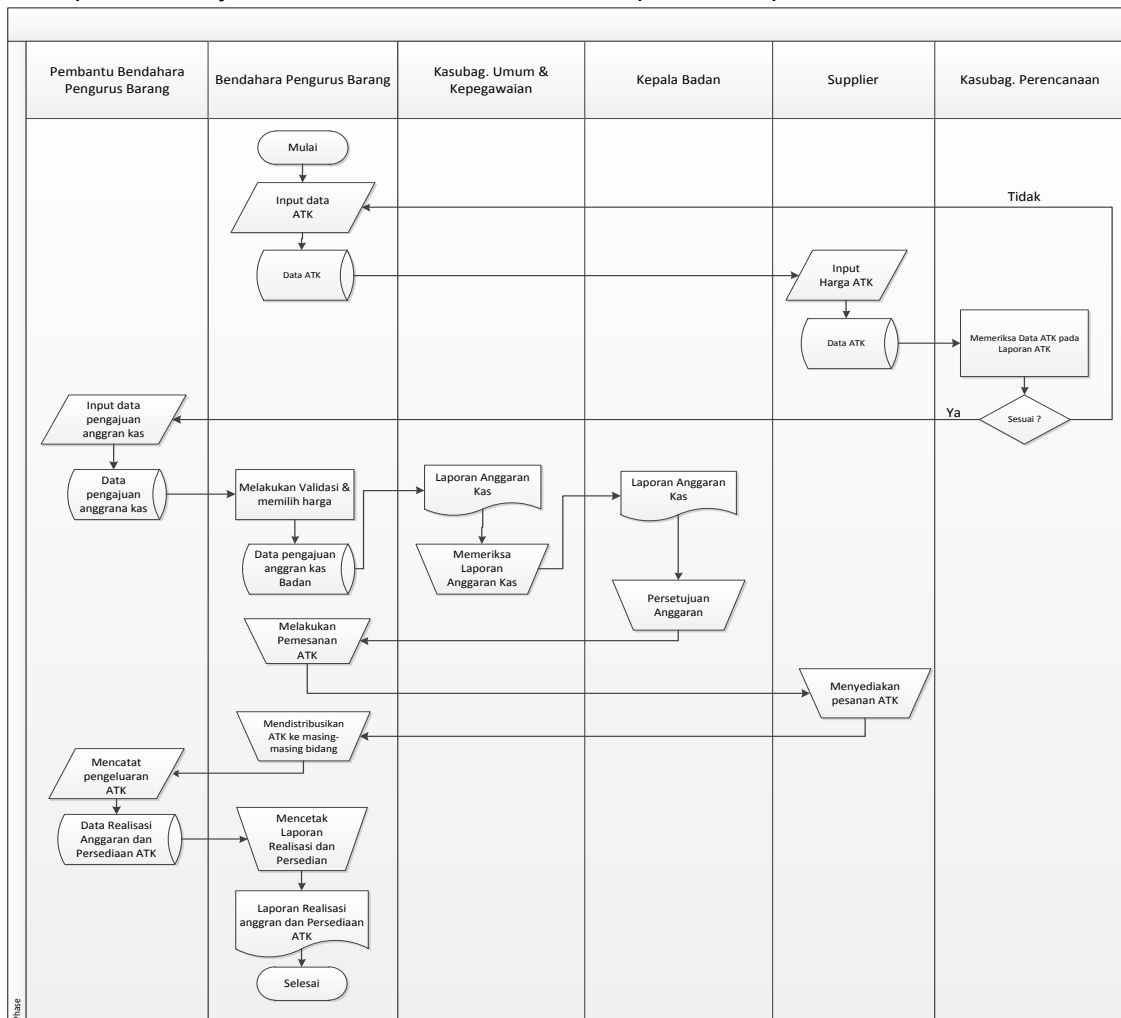 Pembantu Bendahara
Pengurus Barang
Bendahara Pengurus Barang
Kasubag. Umum &
Kepegawaian
Kepala Badan
Supplier
Kasubag. Perencanaan
Mulai
Input data
ATK
Tidak
Data ATK
Input
Harga ATK
Data ATK
Memeriksa Data ATK pada
Laporan ATK
Sesuai ?
Ya
Input data
pengajuan
anggran kas
Data
pengajuan
anggrana kas
Melakukan Validasi &
memilih harga
Data pengajuan
anggran kas
Badan
Laporan Anggaran
Kas
Memeriksa
Laporan
Anggaran Kas
Laporan Anggaran
Kas
Persetujuan
Anggaran
Melakukan
Pemesanan
ATK
Menyediakan
pesanan ATK
Mendistribusikan
ATK ke masing-
masing bidang
Mencatat
pengeluaran
ATK
Data Realisasi
Anggaran dan
Persediaan ATK
Mencetak
Laporan
Realisasi dan
Persedian
Laporan Realisasi
anggran dan Persediaan
ATK
Selesai
Phase